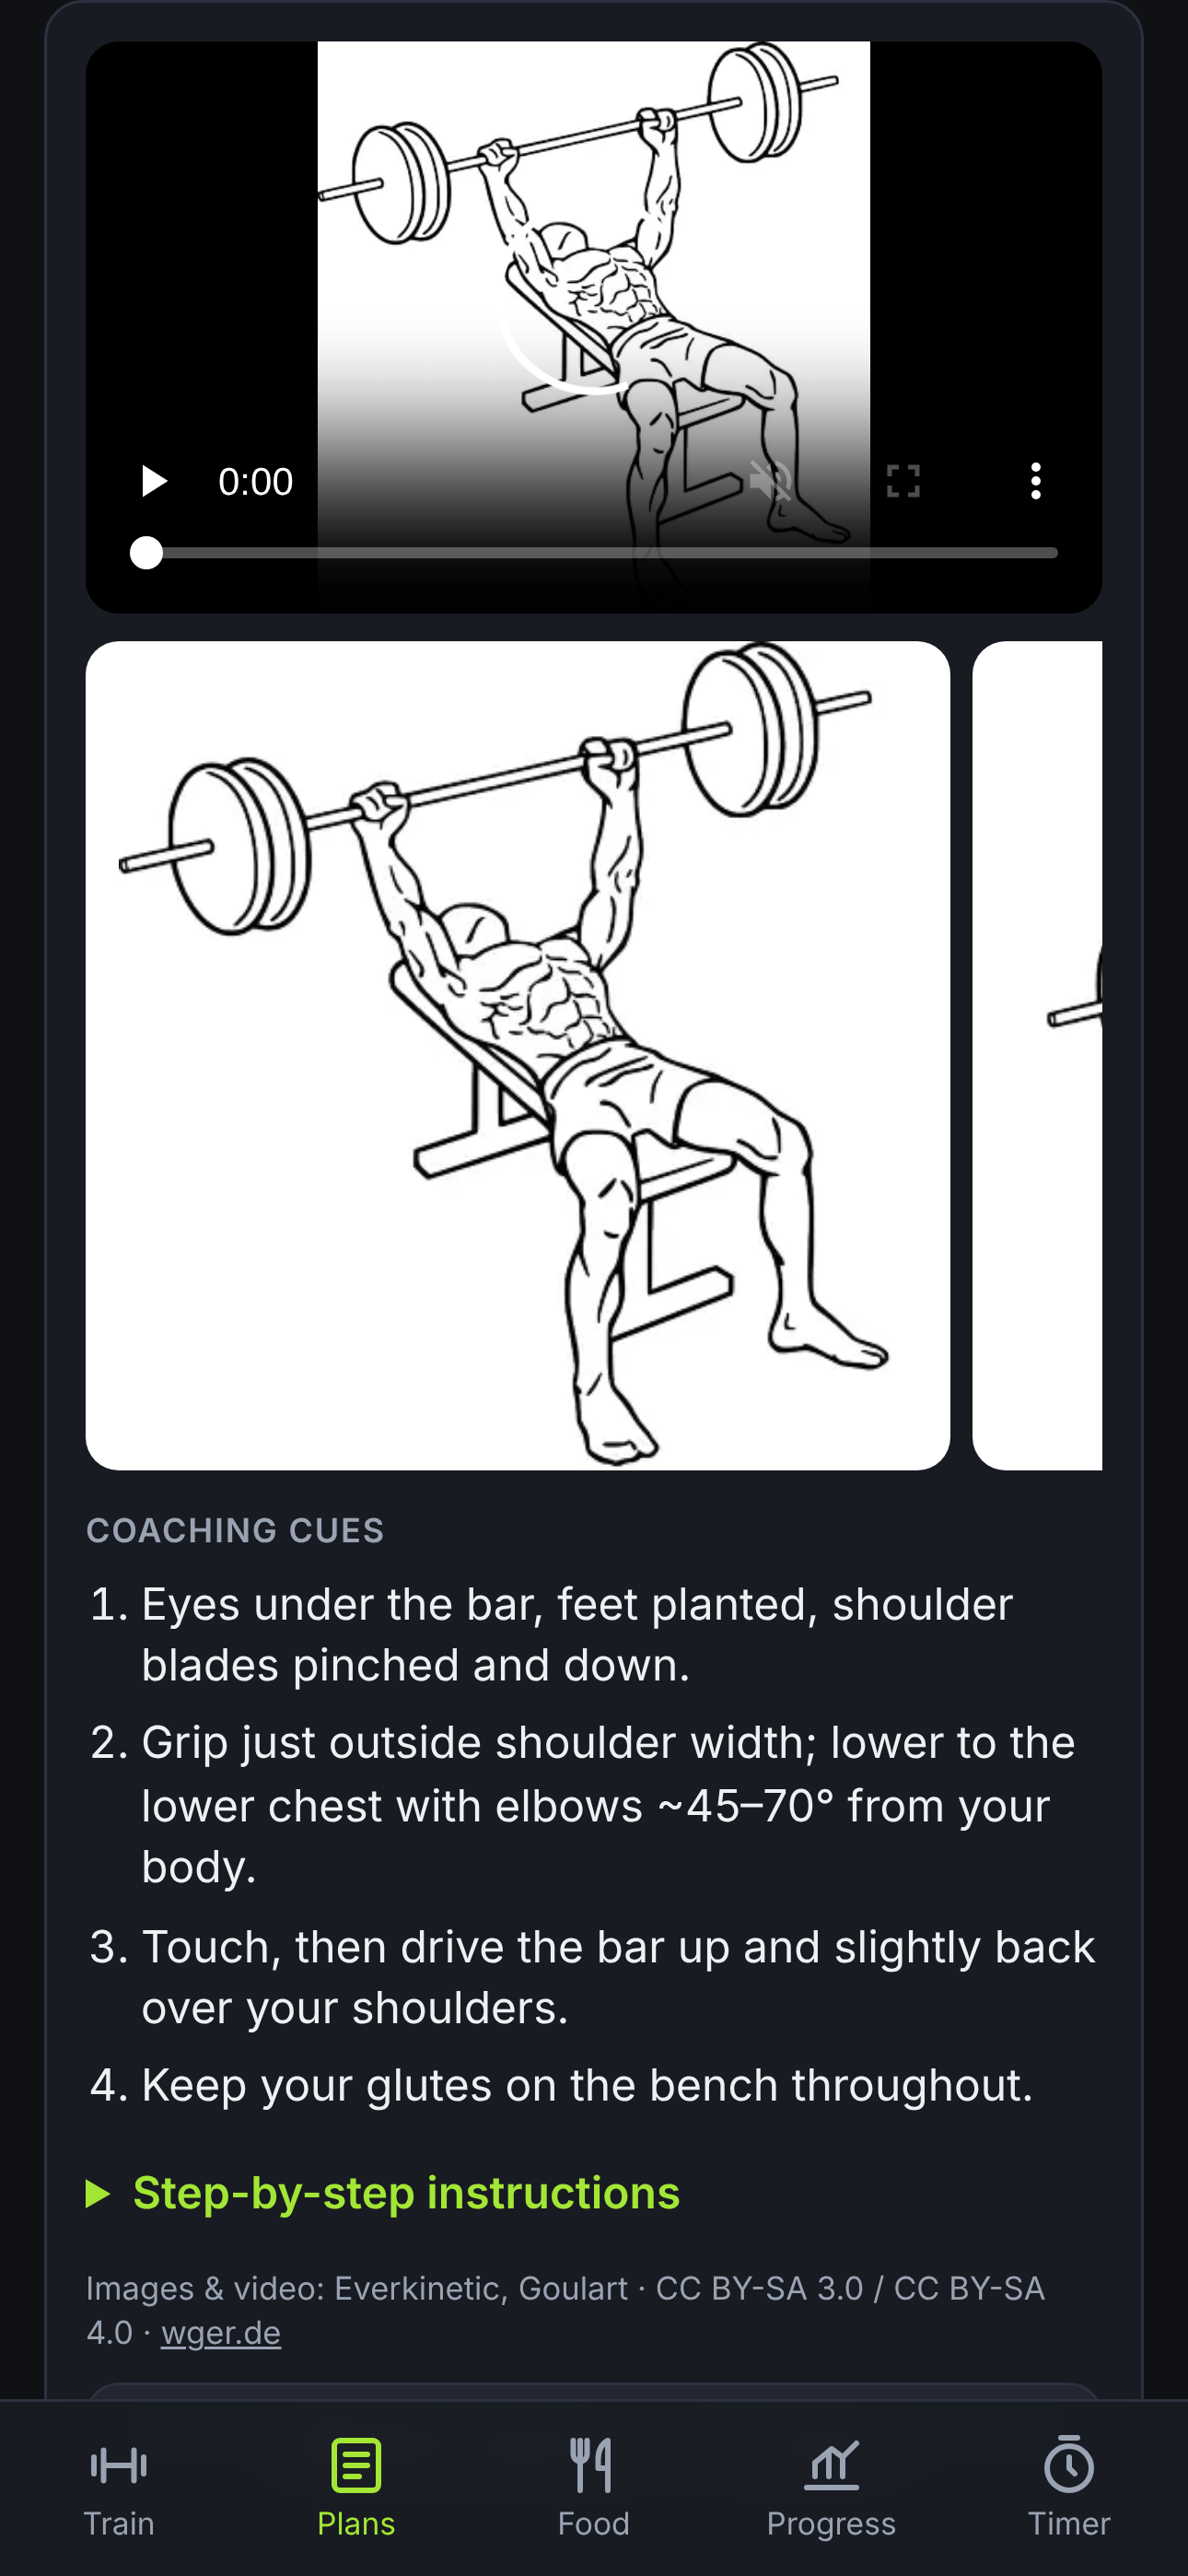 0:00
COACHING CUES
1. Eyes under the bar, feet planted, shoulder
blades pinched and down.
2. Grip just outside shoulder width; lower to the
lower chest with elbows ~45–70° from your
body.
3. Touch, then drive the bar up and slightly back
over your shoulders.
4. Keep your glutes on the bench throughout.
Step-by-step instructions
Images & video: Everkinetic, Goulart · CC BY-SA 3.0 / CC BY-SA
4.0 · wger.de
Train Plans Food Progress Timer